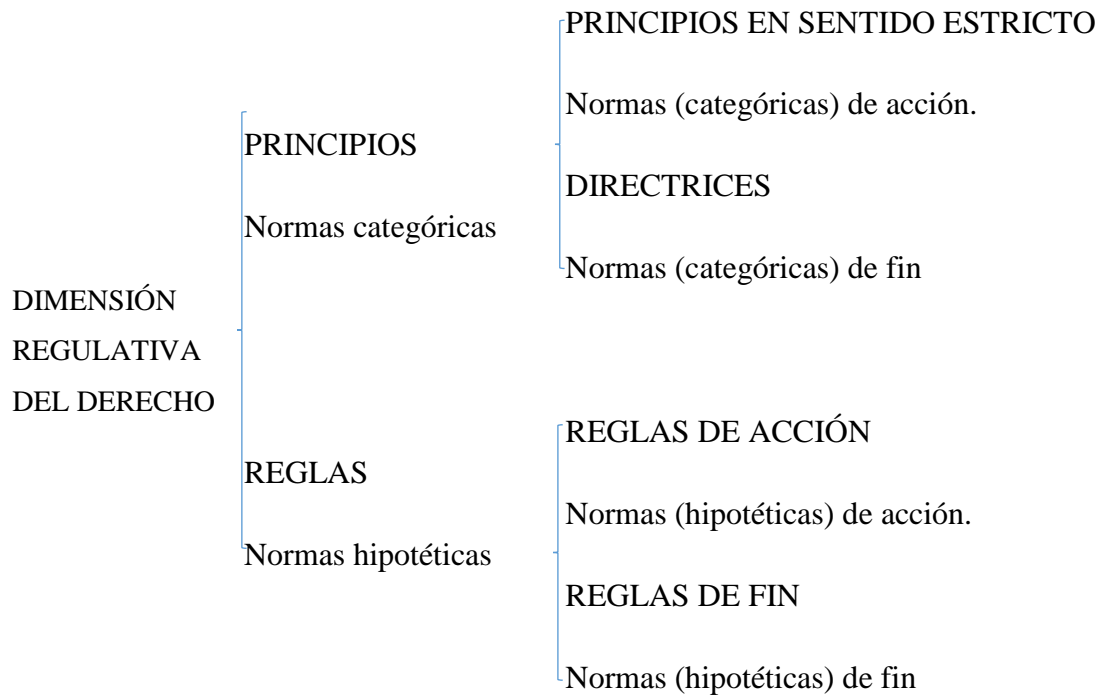 DIMENSIÓN
REGULATIVA
DEL DERECHO
PRINCIPIOS
Normas categóricas
PRINCIPIOS EN SENTIDO ESTRICTO
Normas (categóricas) de acción.
DIRECTRICES
Normas (categóricas) de fin
REGLAS
Normas hipotéticas
REGLAS DE ACCIÓN
Normas (hipotéticas) de acción.
REGLAS DE FIN
Normas (hipotéticas) de fin